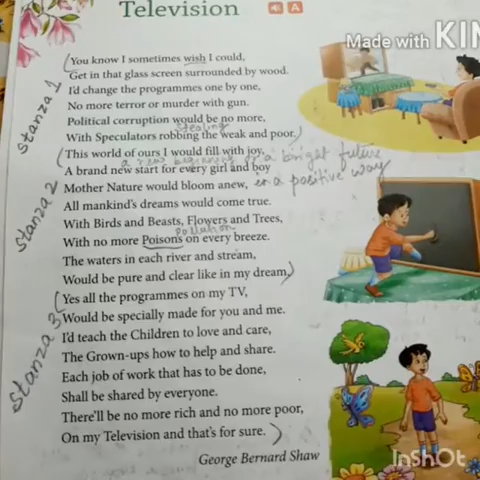 Television
A
Made with KIN
You know I sometimes wish I could,
Get in that glass screen surrounded by wood.
I'd change the programmes one by one,
No more terror or murder with gun.
Political corruption would be no more,
stealing
With Speculators robbing the weak and poor.
This world of ours I would fill with joy,
a new beginning or a bright future
A brand new start for every girl and boy
in a positive way
Mother Nature would bloom anew,
All mankind's dreams would come true.
With Birds and Beasts, Flowers and Trees,
pollution
With no more Poisons on every breeze.
The waters in each river and stream,
Would be pure and clear like in my dream,
Yes all the programmes on my TV,
Would be specially made for you and me.
I'd teach the Children to love and care,
The Grown-ups how to help and share.
Each job of work that has to be done,
Shall be shared by everyone.
There'll be no more rich and no more poor,
On my Television and that's for sure.
George Bernard Shaw
stanza 1
stanza 2
stanza 3
InShOt